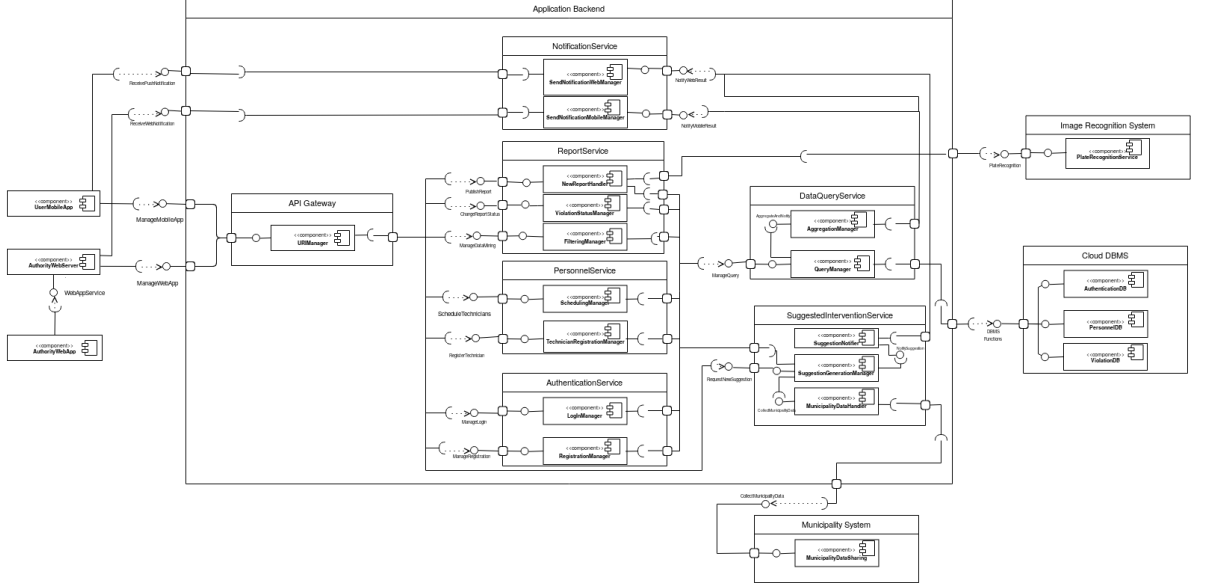 Application Backend
NotificationService
<<component>>
SendNotificationWebManager
<<component>>
SendNotificationMobileManager
ReceivePushNotification
ReceiveWebNotification
NotifyWebResult
NotifyMobileResult
ReportService
<<component>>
NewReportHandler
<<component>>
ViolationStatusManager
<<component>>
FilteringManager
PublishReport
ChangeReportStatus
ManageDataMining
Image Recognition System
<<component>>
PlateRecognitionService
PlateRecognition
<<component>>
UserMobileApp
ManageMobileApp
<<component>>
AuthorityWebServer
ManageWebApp
WebAppService
<<component>>
AuthorityWebApp
API Gateway
<<component>>
URIManager
DataQueryService
<<component>>
AggregationManager
<<component>>
QueryManager
ManageQuery
PersonnelService
<<component>>
SchedulingManager
<<component>>
TechnicianRegistrationManager
ScheduleTechnicians
RegisterTechnician
Cloud DBMS
<<component>>
AuthenticationDB
<<component>>
PersonnelDB
<<component>>
ViolationDB
DBMS
Functions
SuggestedInterventionService
<<component>>
SuggestionNotifier
<<component>>
SuggestionGenerationManager
<<component>>
MunicipalityDataHandler
RequestNewSuggestion
CollectMunicipalityData
AuthenticationService
<<component>>
LogInManager
<<component>>
RegistrationManager
ManageLogin
ManageRegistration
CollectMunicipalityData
Municipality System
<<component>>
MunicipalityDataSharing